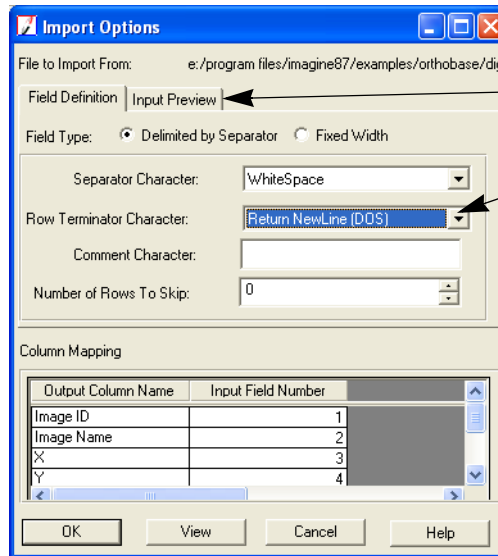 Import Options
File to Import From: e:/program files/imagine87/examples/orthobase/dig
Field Definition Input Preview
Field Type: Delimited by Separator Fixed Width
Separator Character: WhiteSpace
Row Terminator Character: Return NewLine (DOS)
Comment Character:
Number of Rows To Skip: 0
Column Mapping
Output Column Name Input Field Number
Image ID 1
Image Name 2
X 3
Y 4
OK View Cancel Help